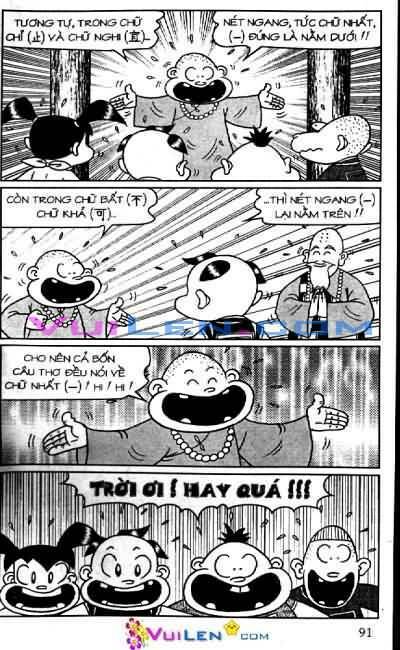 TƯƠNG TỰ, TRONG CHỮ
CHỈ (止) VÀ CHỮ NGHI (宜)...
NÉT NGANG, TỨC CHỮ NHẤT,
(一) ĐÚNG LÀ NẰM DƯỚI!!
CÒN TRONG CHỮ BẤT (不)
CHỮ KHẢ (可)...
...THÌ NÉT NGANG (一)
LẠI NẰM TRÊN!!
VUILEN.COM
CHO NÊN CẢ BỐN
CÂU THƠ ĐỀU NÓI VỀ
CHỮ NHẤT (一)! HI! HI!
TRỜI ƠI! HAY QUÁ!!!
91
VUILEN.COM